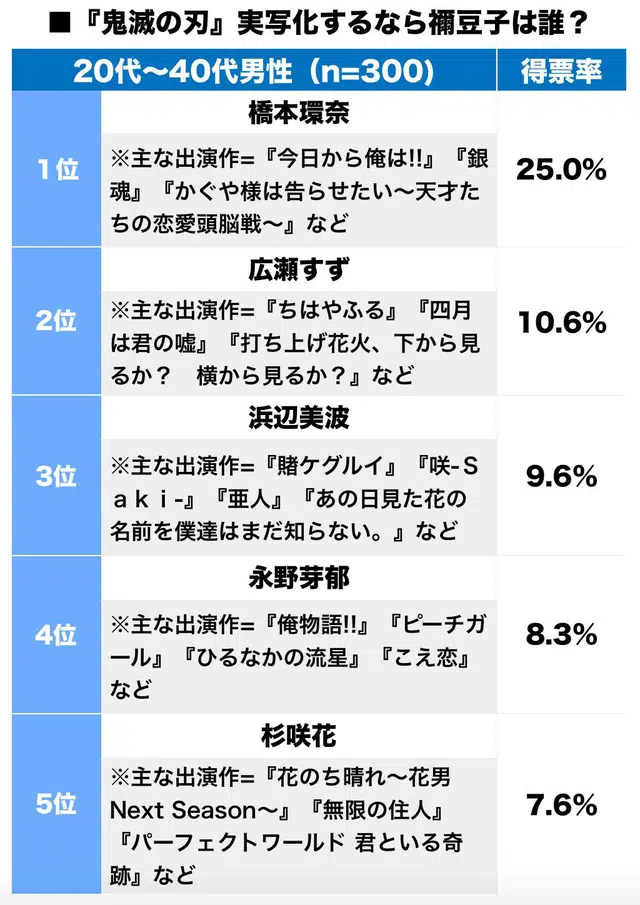 ■『鬼滅の刃』実写化するなら禰豆子は誰？
20代〜40代男性（n=300) 得票率
橋本環奈
1位
※主な出演作=『今日から俺は!!』『銀
魂』『かぐや様は告らせたい〜天才た
ちの恋愛頭脳戦〜』など
25.0%
広瀬すず
2位
※主な出演作=『ちはやふる』『四月
は君の嘘』『打ち上げ花火、下から見
るか？　横から見るか？』など
10.6%
浜辺美波
3位
※主な出演作=『賭ケグルイ』『咲-Ｓ
ａｋｉ-』『亜人』『あの日見た花の
名前を僕達はまだ知らない。』など
9.6%
永野芽郁
4位
※主な出演作=『俺物語!!』『ピーチガ
ール』『ひるなかの流星』『こえ恋』
など
8.3%
杉咲花
5位
※主な出演作=『花のち晴れ〜花男
Next Season〜』『無限の住人』
『パーフェクトワールド 君といる奇
跡』など
7.6%